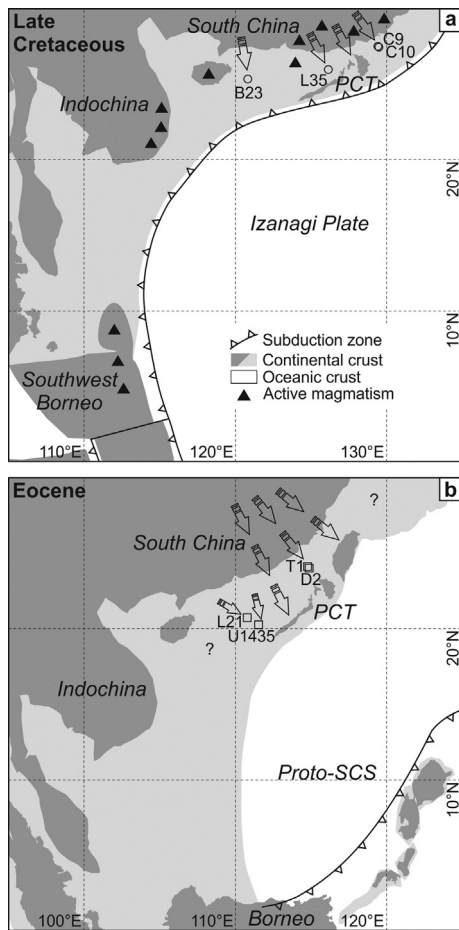 Late
Cretaceous
South China
a
C9
C10
B23
L35
PCT
Indochina
20°N
Izanagi Plate
10°N
Subduction zone
Continental crust
Oceanic crust
Active magmatism
Southwest
Borneo
110°E
120°E
130°E
Eocene
b
?
South China
T1
D2
PCT
L21
U1435
20°N
?
Indochina
Proto-SCS
10°N
100°E
110°E
Borneo
120°E